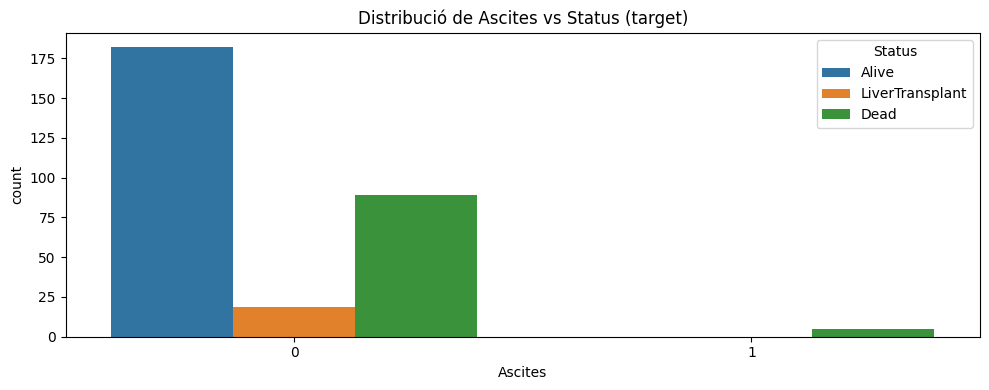 Distribució de Ascites vs Status (target)
Status
Alive
LiverTransplant
Dead
count
175
150
125
100
75
50
25
0
0
1
Ascites